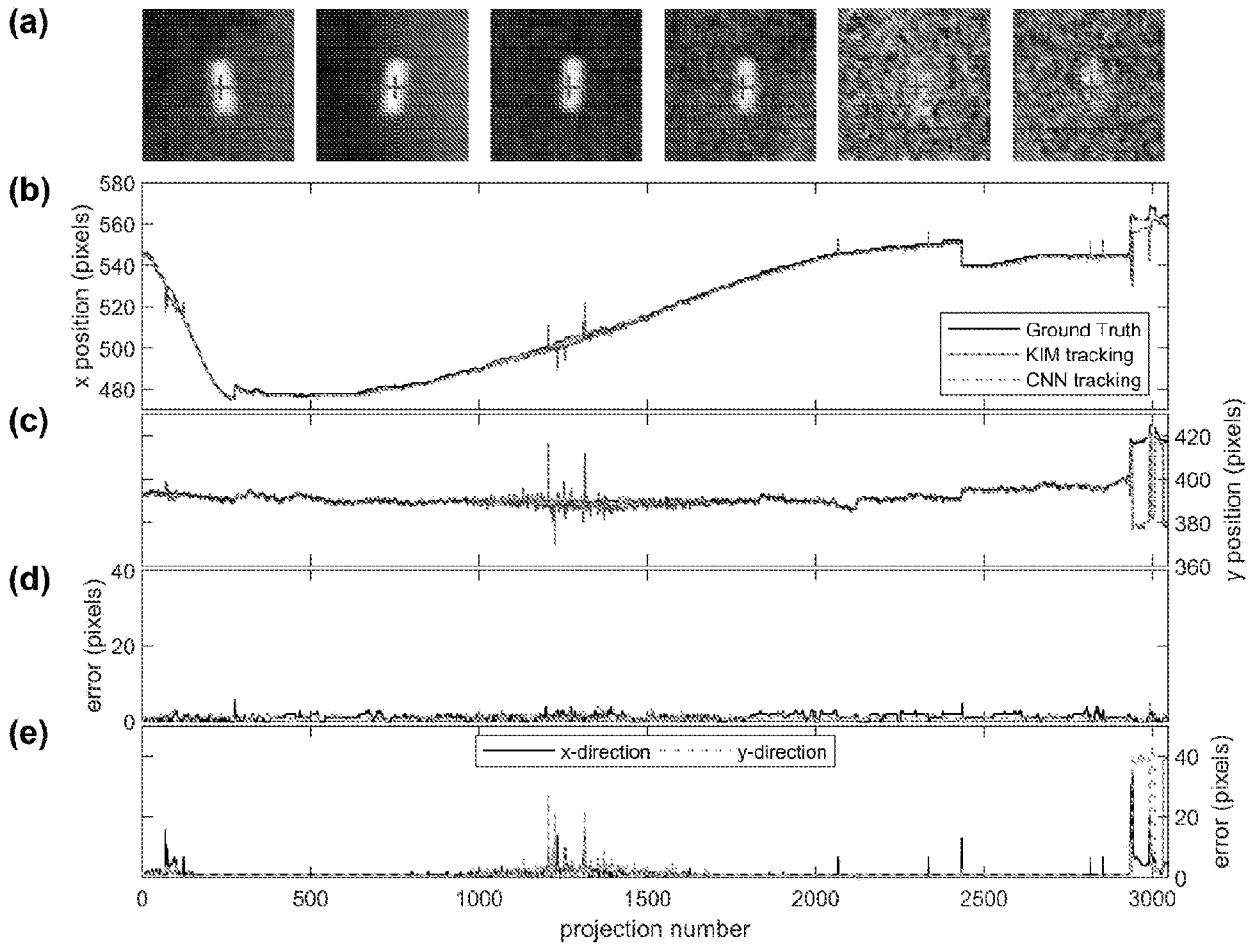 (a)
(b)
580
560
540
520
500
480
x position (pixels)
Ground Truth
KIM tracking
CNN tracking
(c)
420
400
380
360
y position (pixels)
(d)
40
20
0
error (pixels)
(e)
x-direction y-direction
40
20
0
error (pixels)
0 500 1000 1500 2000 2500 3000
projection number